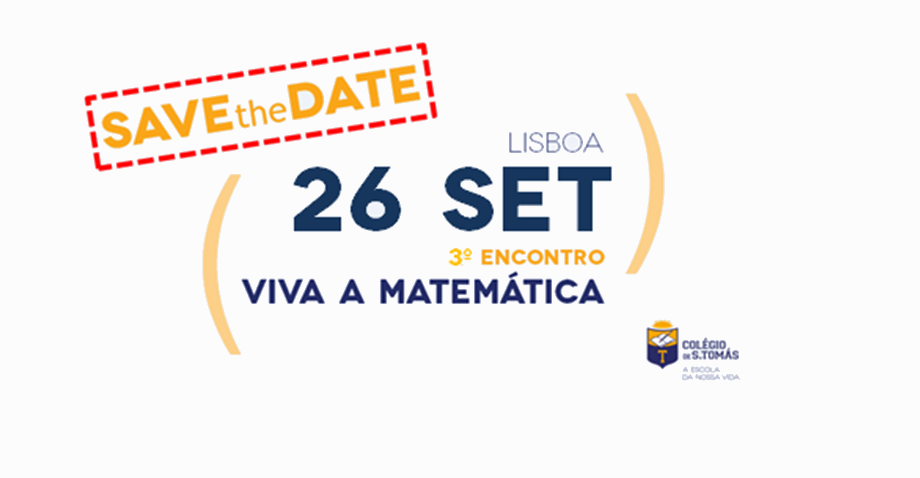 SAVE the DATE
LISBOA
26 SET
3º ENCONTRO
VIVA A MATEMÁTICA
T
COLÉGIO
DE S.TOMÁS
A ESCOLA
DA NOSSA VIDA